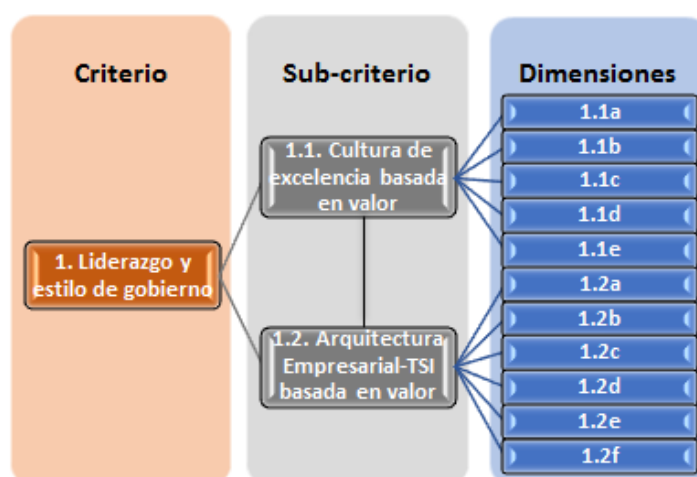 Criterio
Sub-criterio
Dimensiones
1. Liderazgo y
estilo de gobierno
1.1. Cultura de
excelencia basada
en valor
1.2. Arquitectura
Empresarial-TSI
basada en valor
1.1a
1.1b
1.1c
1.1d
1.1e
1.2a
1.2b
1.2c
1.2d
1.2e
1.2f